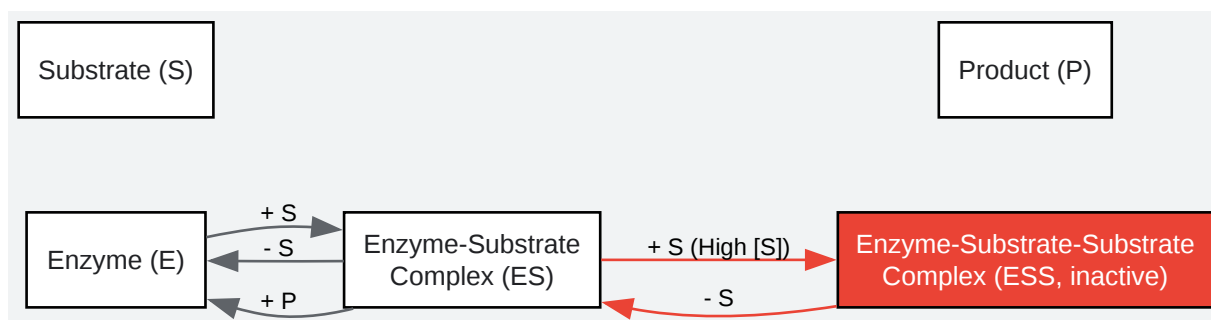 Substrate (S)
Product (P)
Enzyme (E)
+ S
- S
+ P
Enzyme-Substrate
Complex (ES)
+ S (High [S])
- S
Enzyme-Substrate-Substrate
Complex (ESS, inactive)